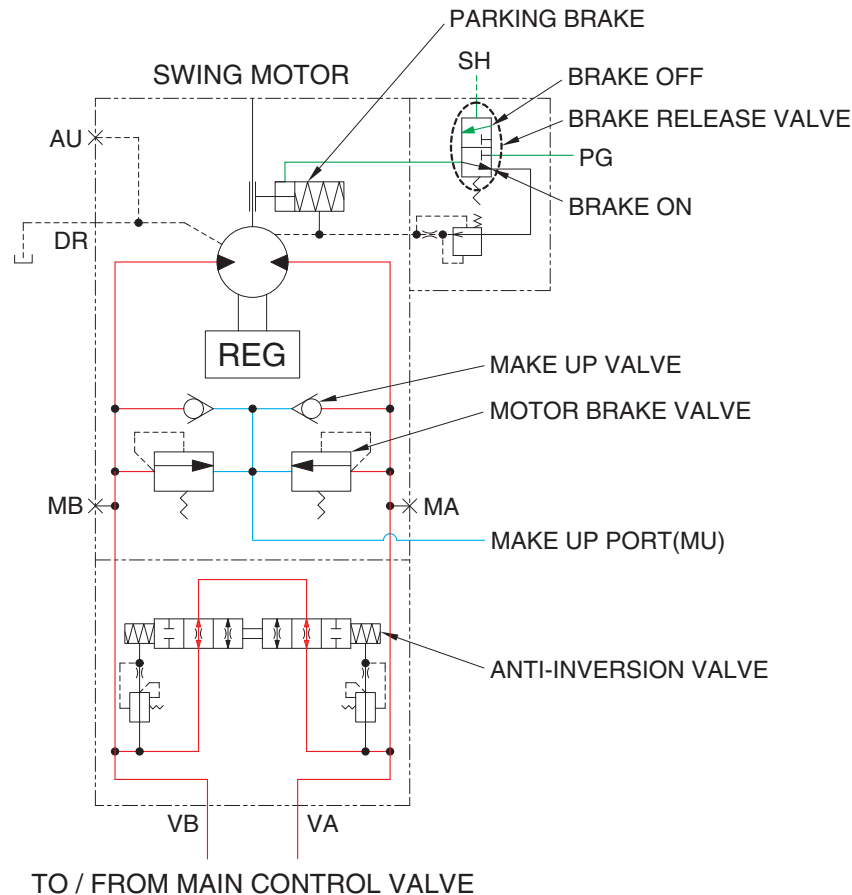 PARKING BRAKE
SWING MOTOR
SH
BRAKE OFF
BRAKE RELEASE VALVE
AU
PG
BRAKE ON
DR
REG
MAKE UP VALVE
MOTOR BRAKE VALVE
MB
MA
MAKE UP PORT(MU)
ANTI-INVERSION VALVE
VB
VA
TO / FROM MAIN CONTROL VALVE